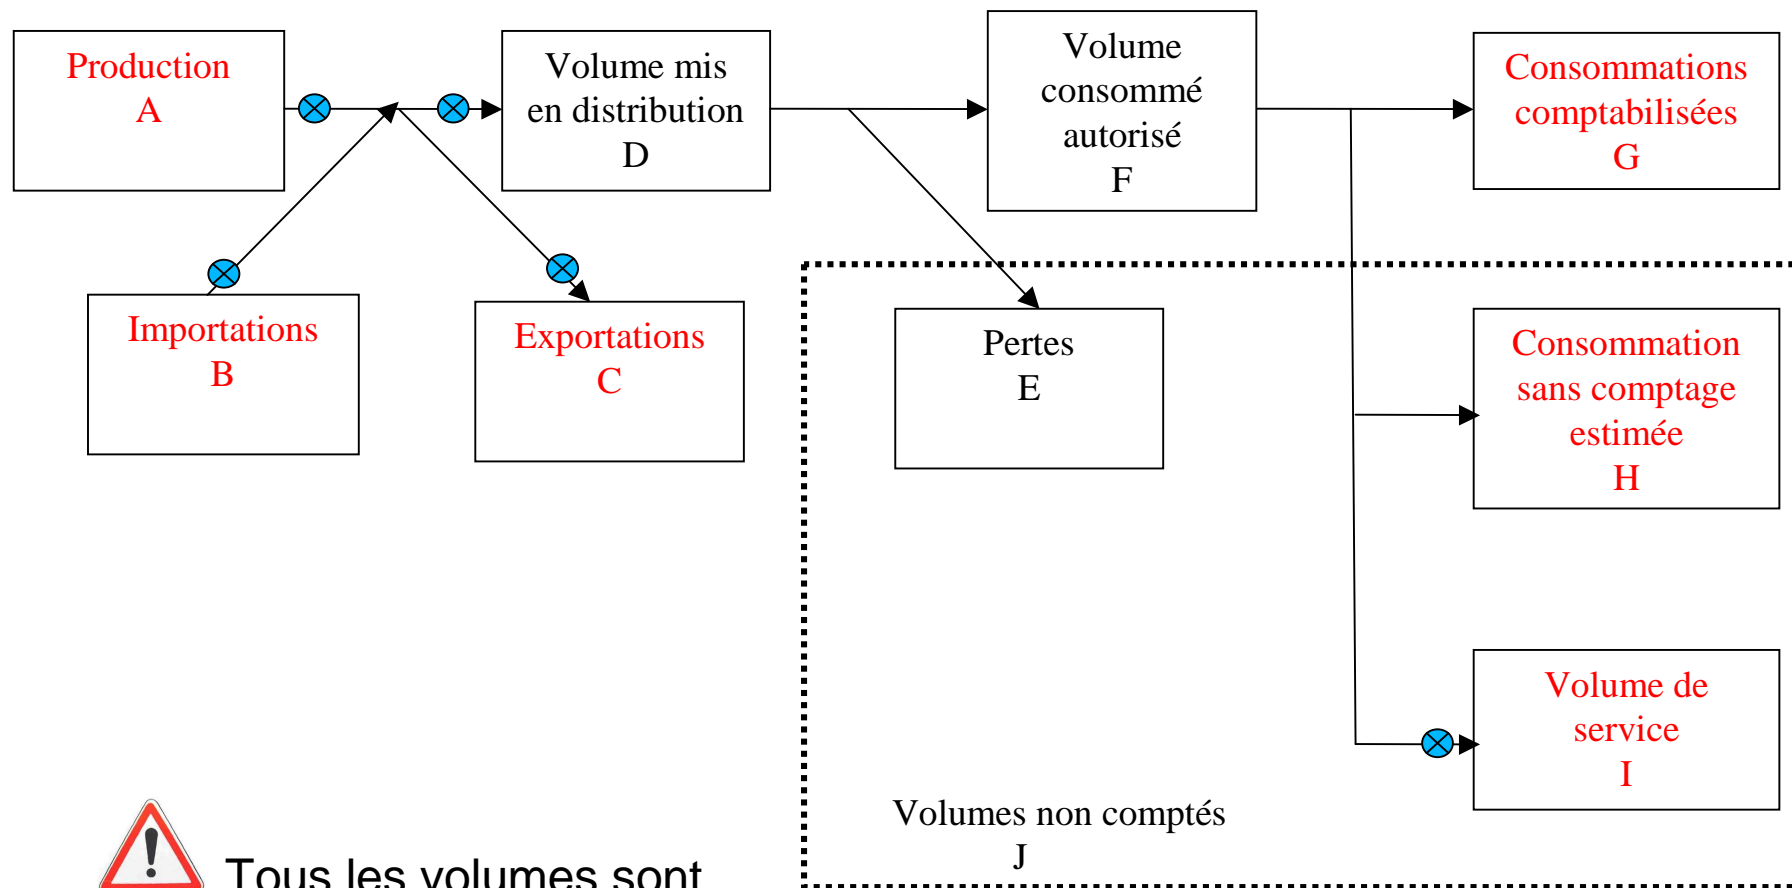 Production
A
Volume mis
en distribution
D
Volume
consommé
autorisé
F
Consommations
comptabilisées
G
Importations
B
Exportations
C
Pertes
E
Consommation
sans comptage
estimée
H
Volume de
service
I
Volumes non comptés
J
Tous les volumes sont